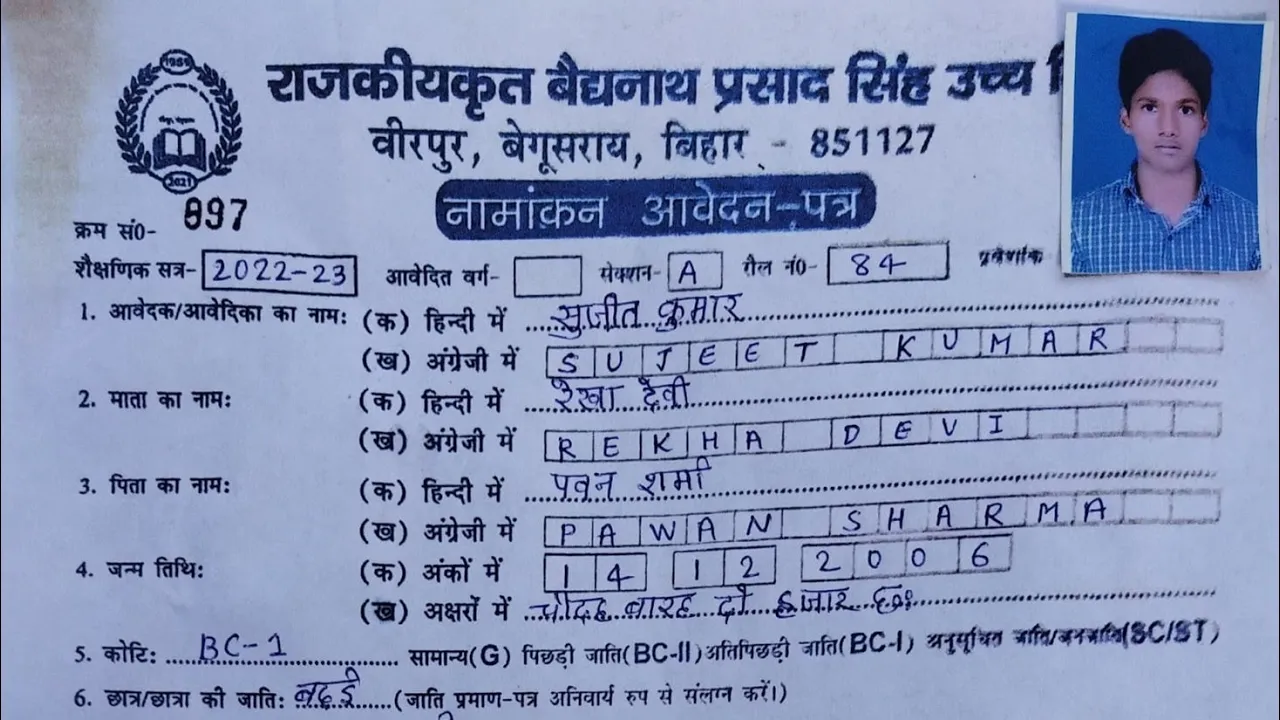 1951
2021
राजकीयकृत बैद्यनाथ प्रसाद सिंह उच्च
वीरपुर, बेगूसराय, बिहार - 851127
नामांकन आवेदन-पत्र
क्रम सं0- 897
शैक्षणिक सत्र- 2022-23 आवेदित वर्ग- सेक्शन- A रौल नं0- 84
1. आवेदक/आवेदिका का नामः (क) हिन्दी में सुजीत कुमार
(ख) अंग्रेजी में SUJEET KUMAR
2. माता का नामः (क) हिन्दी में रेखा देवी
(ख) अंग्रेजी में REKHA DEVI
3. पिता का नामः (क) हिन्दी में पवन शर्मा
(ख) अंग्रेजी में PAWAN SHARMA
4. जन्म तिथिः (क) अंकों में 14 12 2006
(ख) अक्षरों में चौदह बारह दो हजार छः
5. कोटिः BC-1 सामान्य(G) पिछड़ी जाति(BC-II) अतिपिछड़ी जाति(BC-I) अनुसूचित जाति/जनजाति(SC/ST)
6. छात्र/छात्रा की जातिः बढ़ई (जाति प्रमाण-पत्र अनिवार्य रुप से संलग्न करें।)